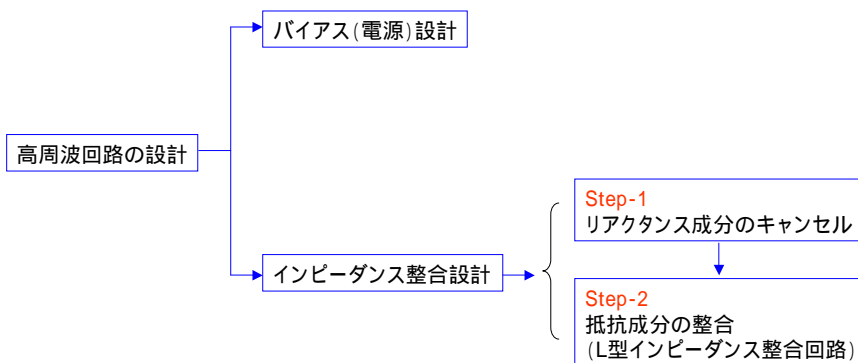 バイアス(電源)設計
高周波回路の設計
インピーダンス整合設計
Step-1
リアクタンス成分のキャンセル
Step-2
抵抗成分の整合
(L型インピーダンス整合回路)